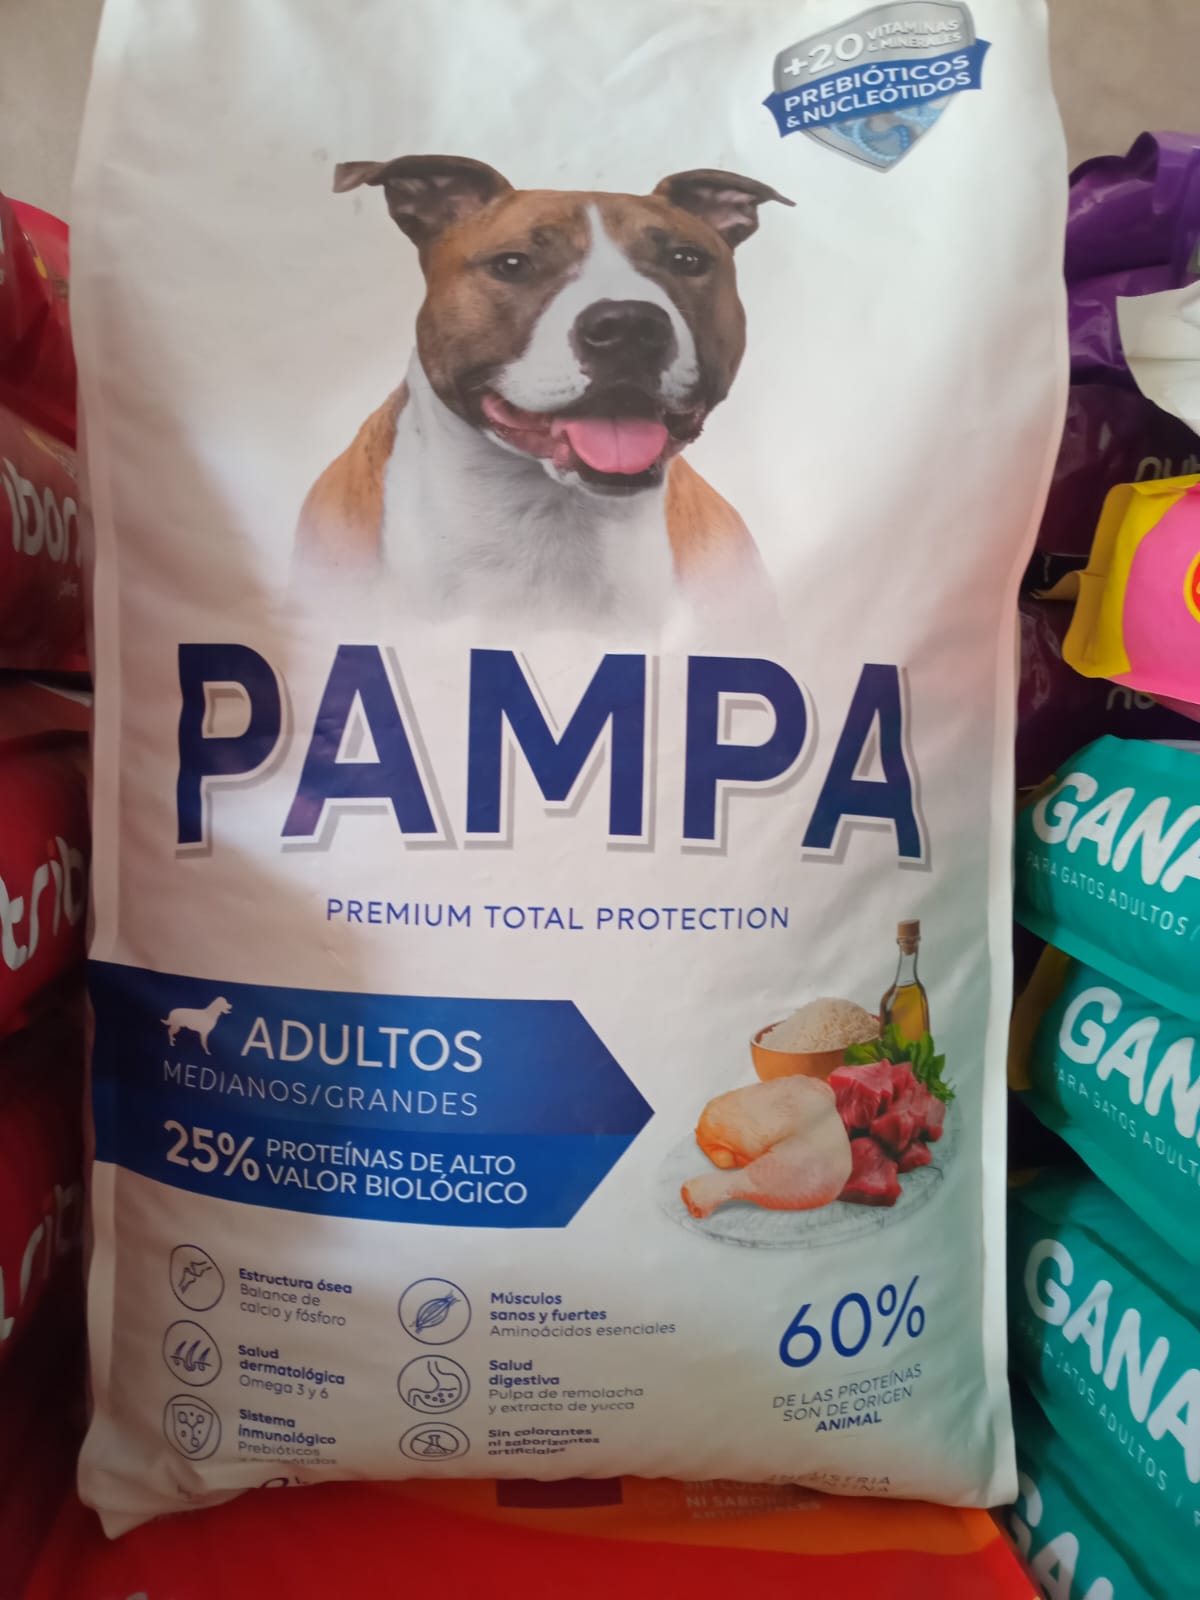 +20 VITAMINAS
& MINERALES
PREBIÓTICOS
& NUCLEÓTIDOS
PAMPA
PREMIUM TOTAL PROTECTION
ADULTOS
MEDIANOS/GRANDES
25% PROTEÍNAS DE ALTO
VALOR BIOLÓGICO
Estructura ósea
Balance de
calcio y fósforo
Salud
dermatológica
Omega 3 y 6
Sistema
inmunológico
Prebióticos
y nucleótidos
Músculos
sanos y fuertes
Aminoácidos esenciales
Salud
digestiva
Pulpa de remolacha
y extracto de yucca
Sin colorantes
ni saborizantes
artificiales
60%
DE LAS PROTEÍNAS
SON DE ORIGEN
ANIMAL
GANA
PARA GATOS ADULTOS
GAN
PARA GATOS ADULT
GANA
PARA GATOS ADULTOS